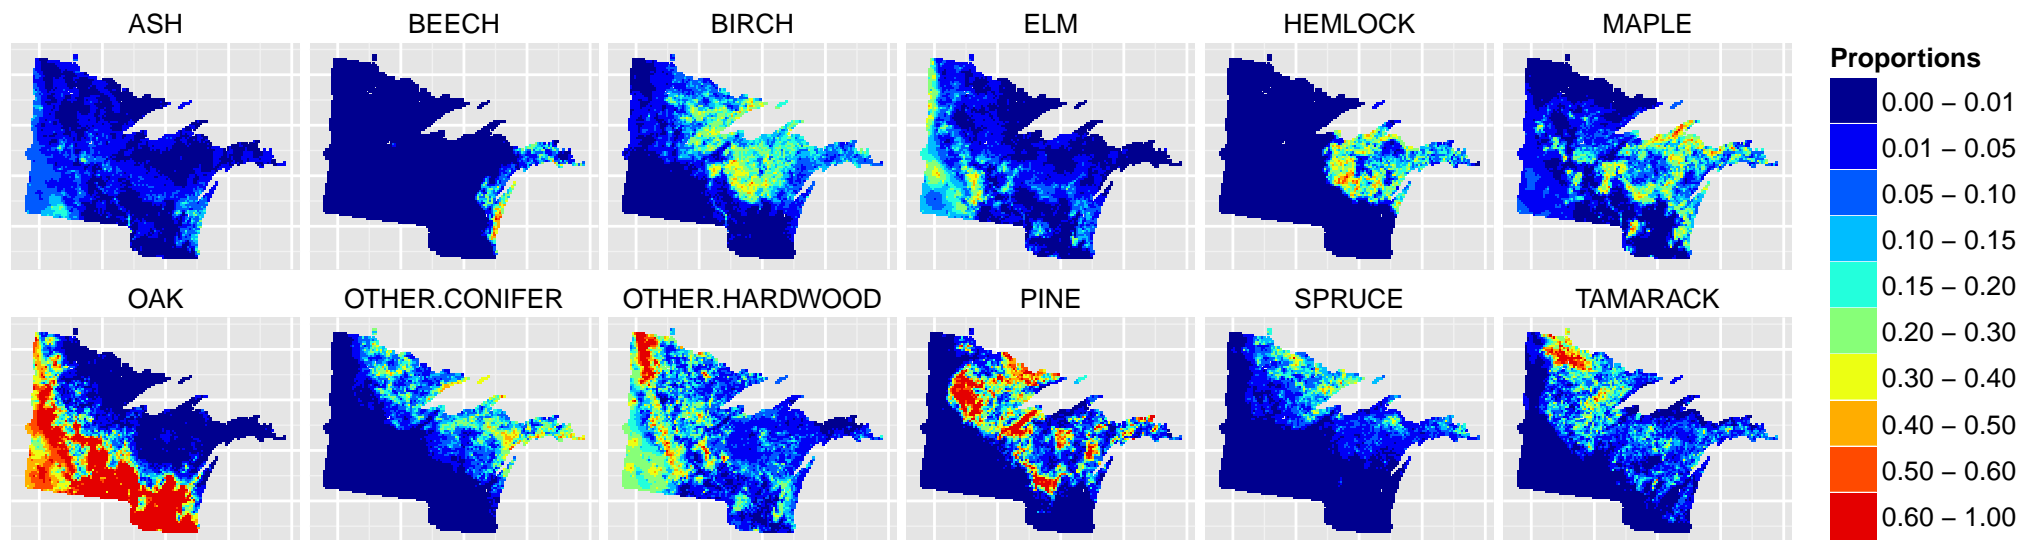 ASH
BEECH
BIRCH
ELM
HEMLOCK
MAPLE
OAK
OTHER.CONIFER
OTHER.HARDWOOD
PINE
SPRUCE
TAMARACK
Proportions
0.00 − 0.01
0.01 − 0.05
0.05 − 0.10
0.10 − 0.15
0.15 − 0.20
0.20 − 0.30
0.30 − 0.40
0.40 − 0.50
0.50 − 0.60
0.60 − 1.00